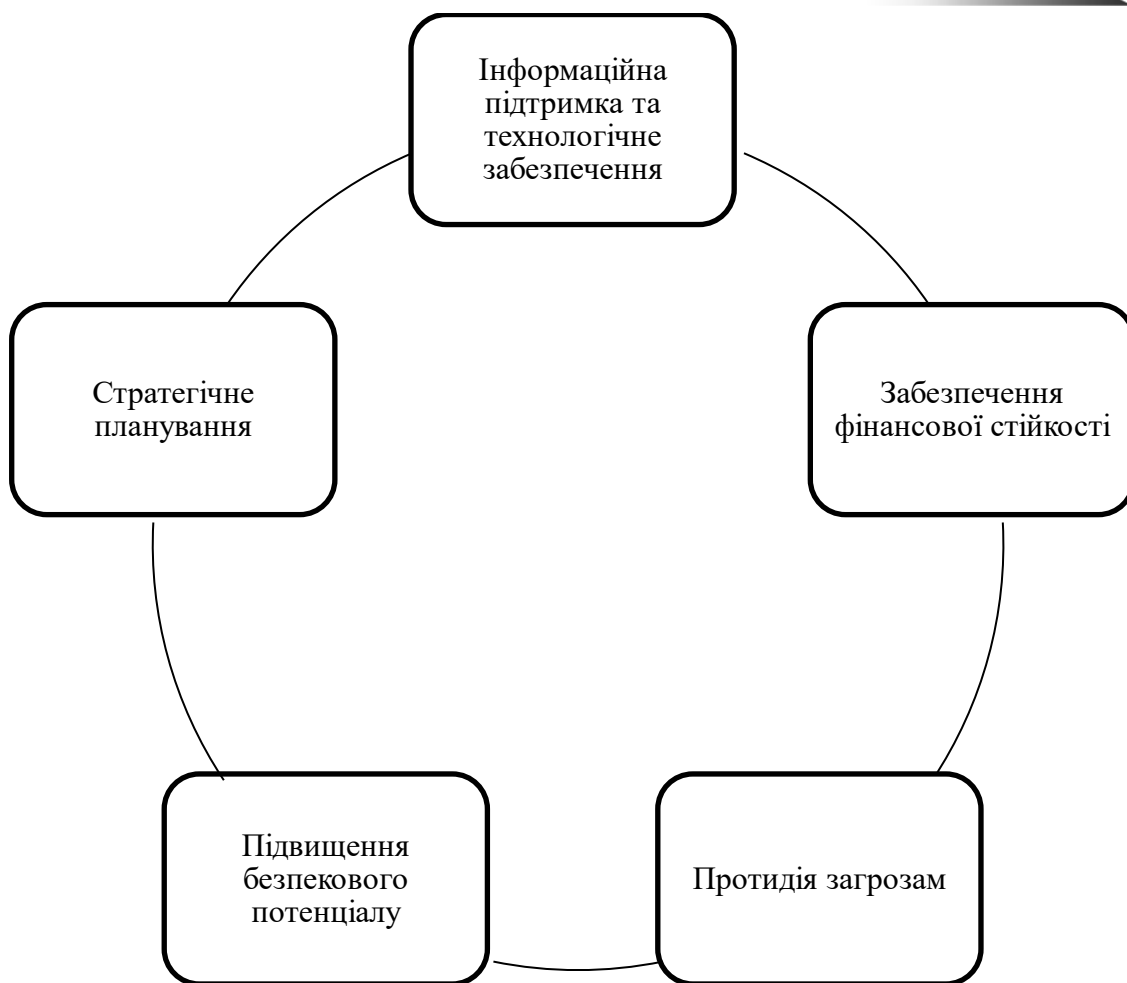 Інформаційна
підтримка та
технологічне
забезпечення
Стратегічне
планування
Забезпечення
фінансової стійкості
Підвищення
безпекового
потенціалу
Протидія загрозам